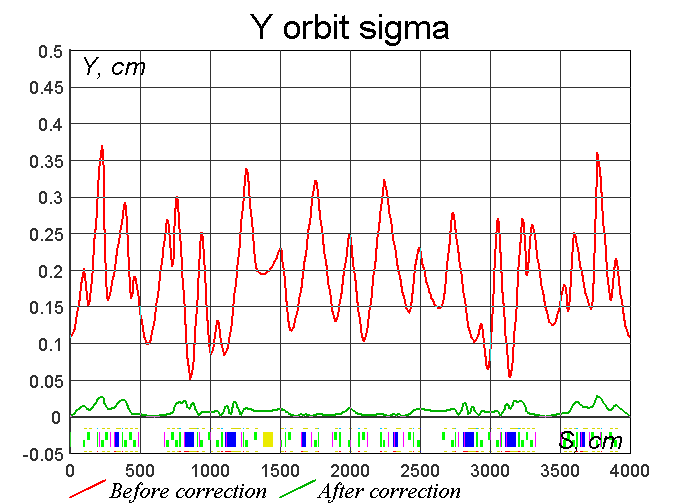 Y orbit sigma
0.5
Y, cm
0.45
0.4
0.35
0.3
0.25
0.2
0.15
0.1
0.05
0
S, cm
-0.05
0 500 1000 1500 2000 2500 3000 3500 4000
Before correction After correction